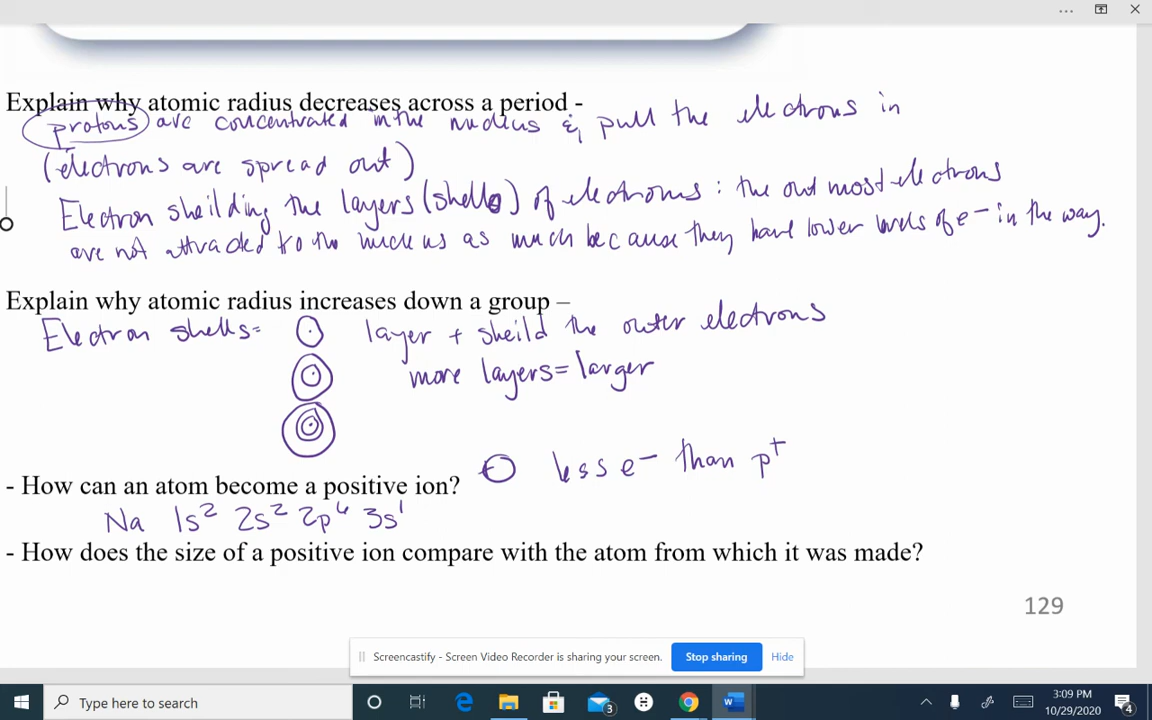 Explain why atomic radius decreases across a period -
protons are concentrated in the nucleus & pull the electrons in
(electrons are spread out)
Electron sheilding the layers (shells) of electrons: the out most electrons
are not attracted to the nucleus as much because they have lower levels of e⁻ in the way.
Explain why atomic radius increases down a group –
Electron shells= layer + sheild the outer electrons
more layers = larger
less e⁻ than p⁺
- How can an atom become a positive ion?
Na 1s² 2s² 2p⁶ 3s¹
- How does the size of a positive ion compare with the atom from which it was made?
129
Screencastify - Screen Video Recorder is sharing your screen. Stop sharing Hide
Type here to search
3
3:09 PM
10/29/2020
4